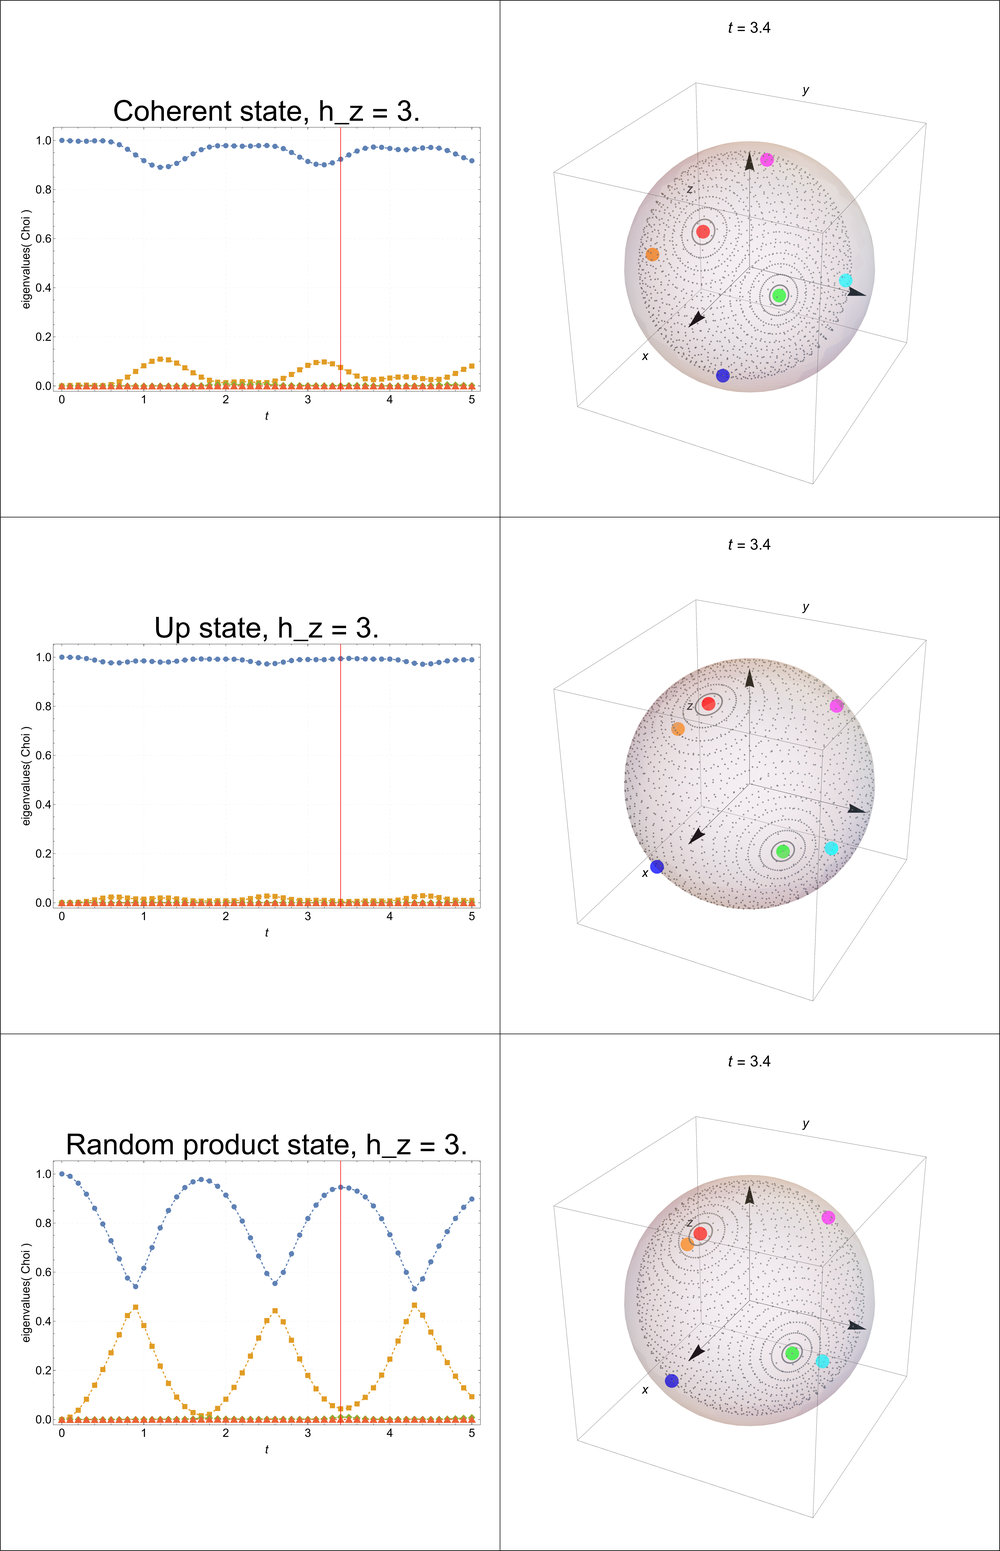 t = 3.4
Coherent state, h_z = 3.
eigenvalues( Choi )
1.0
0.8
0.6
0.4
0.2
0.0
0 1 2 3 4 5
t
y
z
x
t = 3.4
Up state, h_z = 3.
eigenvalues( Choi )
1.0
0.8
0.6
0.4
0.2
0.0
0 1 2 3 4 5
t
y
z
x
t = 3.4
Random product state, h_z = 3.
eigenvalues( Choi )
1.0
0.8
0.6
0.4
0.2
0.0
0 1 2 3 4 5
t
y
z
x